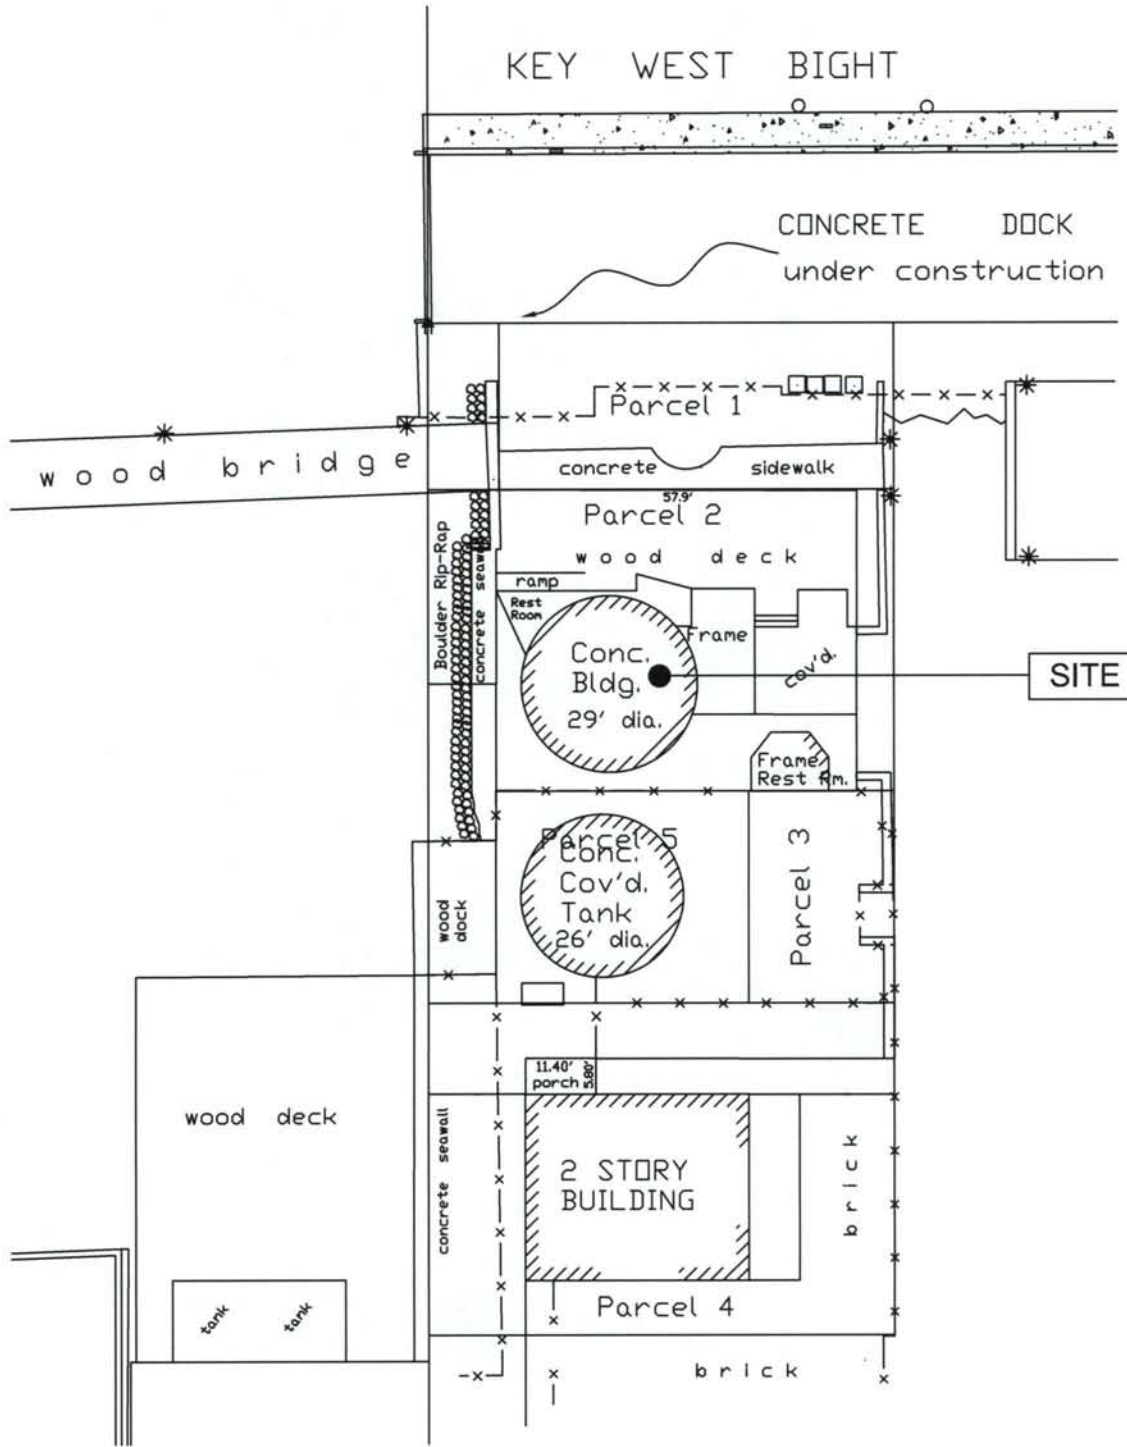 KEY WEST BIGHT
CONCRETE DOCK
under construction
Parcel 1
wood bridge
concrete sidewalk
57.9'
Parcel 2
wood deck
Boulder Rip-Rap
concrete seawall
ramp
Rest
Room
Frame
Cov'd.
Conc.
Bldg.
29' dia.
SITE
Frame
Rest Rm.
Parcel 5
Conc.
Cov'd.
Tank
26' dia.
Parcel 3
wood
dock
11.40'
porch
5.80'
wood deck
concrete seawall
2 STORY
BUILDING
brick
tank
tank
Parcel 4
brick